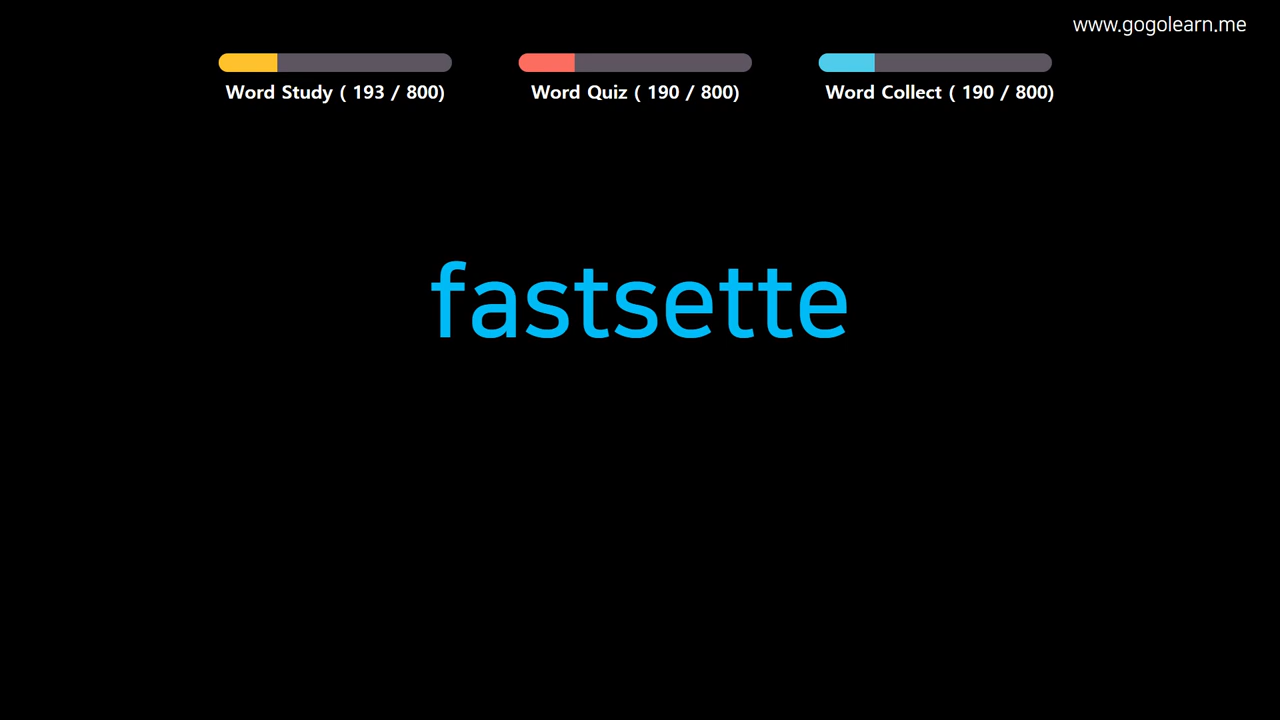 www.gogolearn.me
Word Study ( 193 / 800)
Word Quiz ( 190 / 800)
Word Collect ( 190 / 800)
fastsette